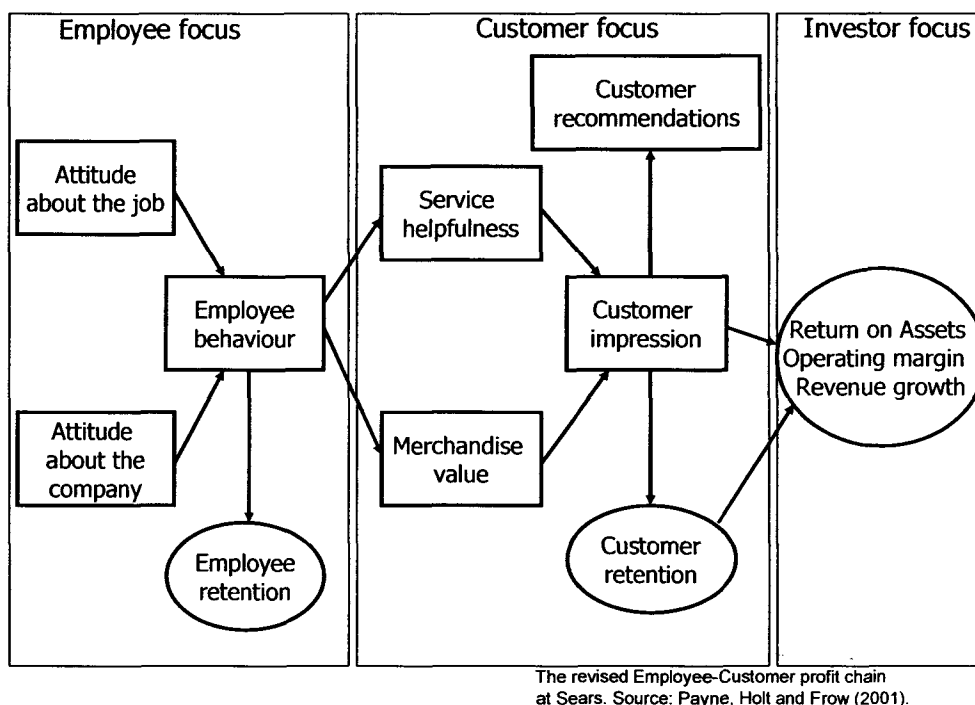 Employee focus
Customer focus
Investor focus
Customer
recommendations
Attitude
about the job
Service
helpfulness
Employee
behaviour
Customer
impression
Return on Assets
Operating margin
Revenue growth
Attitude
about the
company
Merchandise
value
Employee
retention
Customer
retention
The revised Employee-Customer profit chain
at Sears. Source: Payne, Holt and Frow (2001).